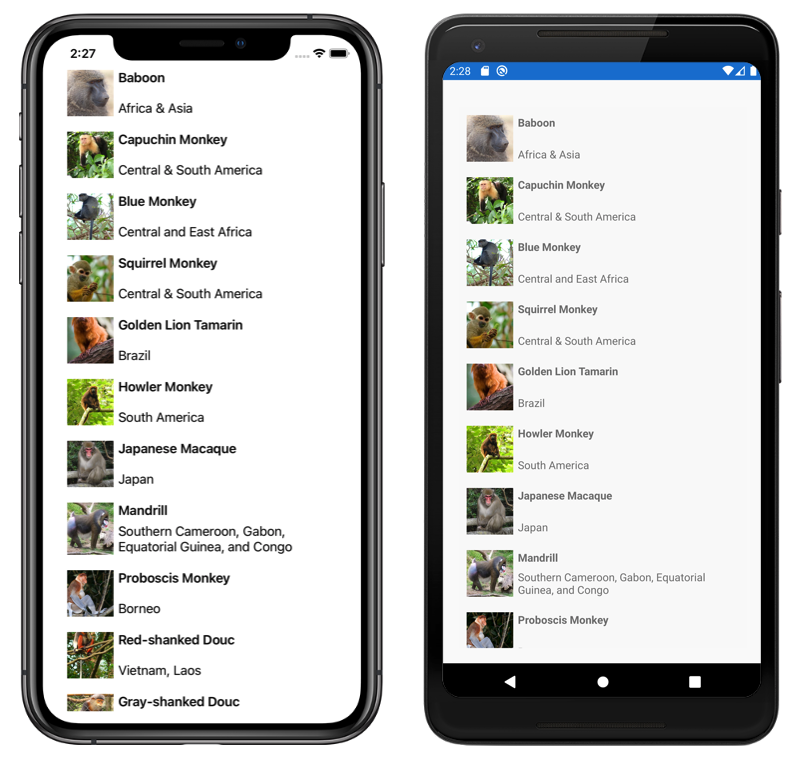 2:27
Baboon
Africa & Asia
Capuchin Monkey
Central & South America
Blue Monkey
Central and East Africa
Squirrel Monkey
Central & South America
Golden Lion Tamarin
Brazil
Howler Monkey
South America
Japanese Macaque
Japan
Mandrill
Southern Cameroon, Gabon,
Equatorial Guinea, and Congo
Proboscis Monkey
Borneo
Red-shanked Douc
Vietnam, Laos
Gray-shanked Douc
2:28
Baboon
Africa & Asia
Capuchin Monkey
Central & South America
Blue Monkey
Central and East Africa
Squirrel Monkey
Central & South America
Golden Lion Tamarin
Brazil
Howler Monkey
South America
Japanese Macaque
Japan
Mandrill
Southern Cameroon, Gabon, Equatorial
Guinea, and Congo
Proboscis Monkey